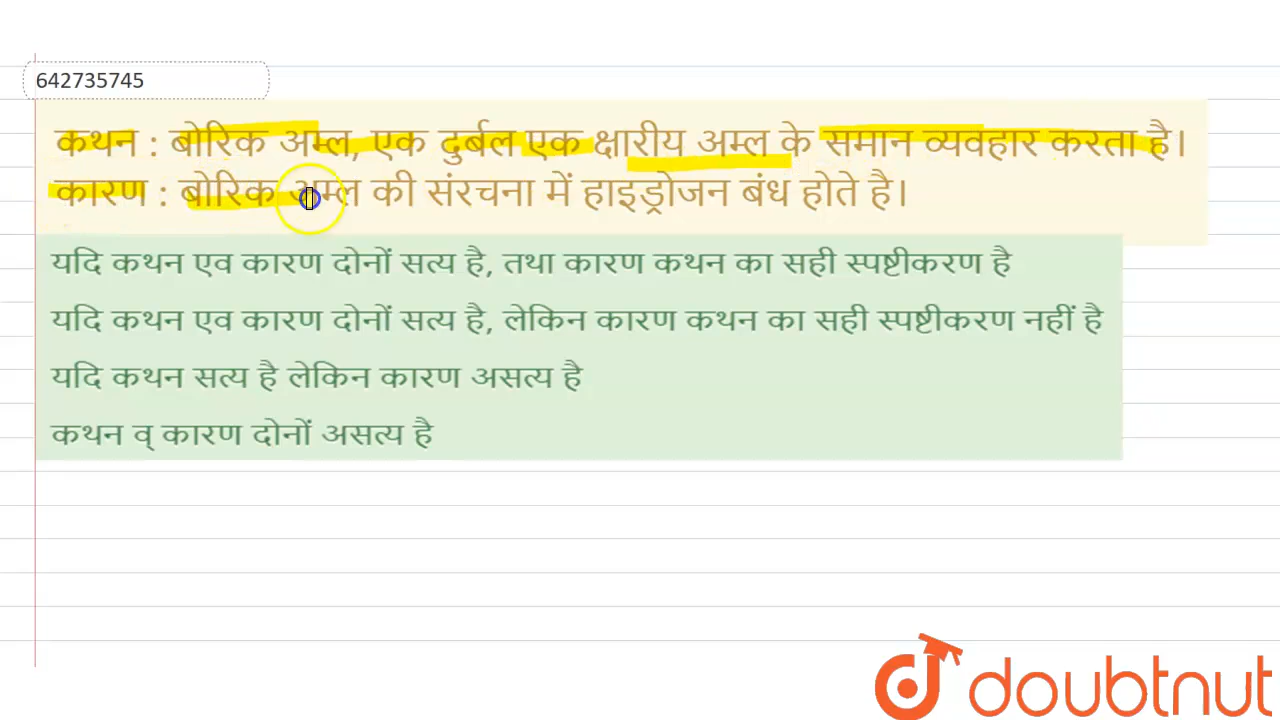 642735745
कथन : बोरिक अम्ल, एक दुर्बल एक क्षारीय अम्ल के समान व्यवहार करता है।
कारण : बोरिक अम्ल की संरचना में हाइड्रोजन बंध होते है।
यदि कथन एव कारण दोनों सत्य है, तथा कारण कथन का सही स्पष्टीकरण है
यदि कथन एव कारण दोनों सत्य है, लेकिन कारण कथन का सही स्पष्टीकरण नहीं है
यदि कथन सत्य है लेकिन कारण असत्य है
कथन व् कारण दोनों असत्य है
doubtnut